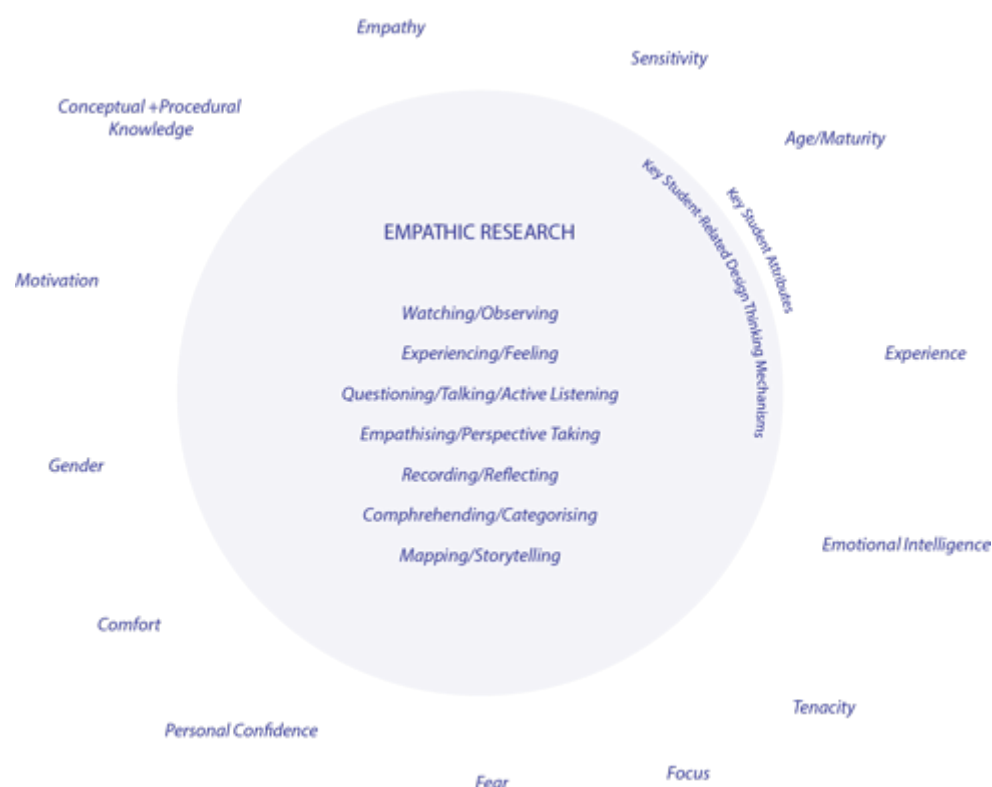 Empathy
Sensitivity
Conceptual +Procedural
Knowledge
Age/Maturity
Key Student-Related Design Thinking Mechanisms
Key Student Attributes
EMPATHIC RESEARCH
Motivation
Watching/Observing
Experiencing/Feeling
Experience
Questioning/Talking/Active Listening
Empathising/Perspective Taking
Gender
Recording/Reflecting
Comphrehending/Categorising
Emotional Intelligence
Mapping/Storytelling
Comfort
Tenacity
Personal Confidence
Focus
Fear